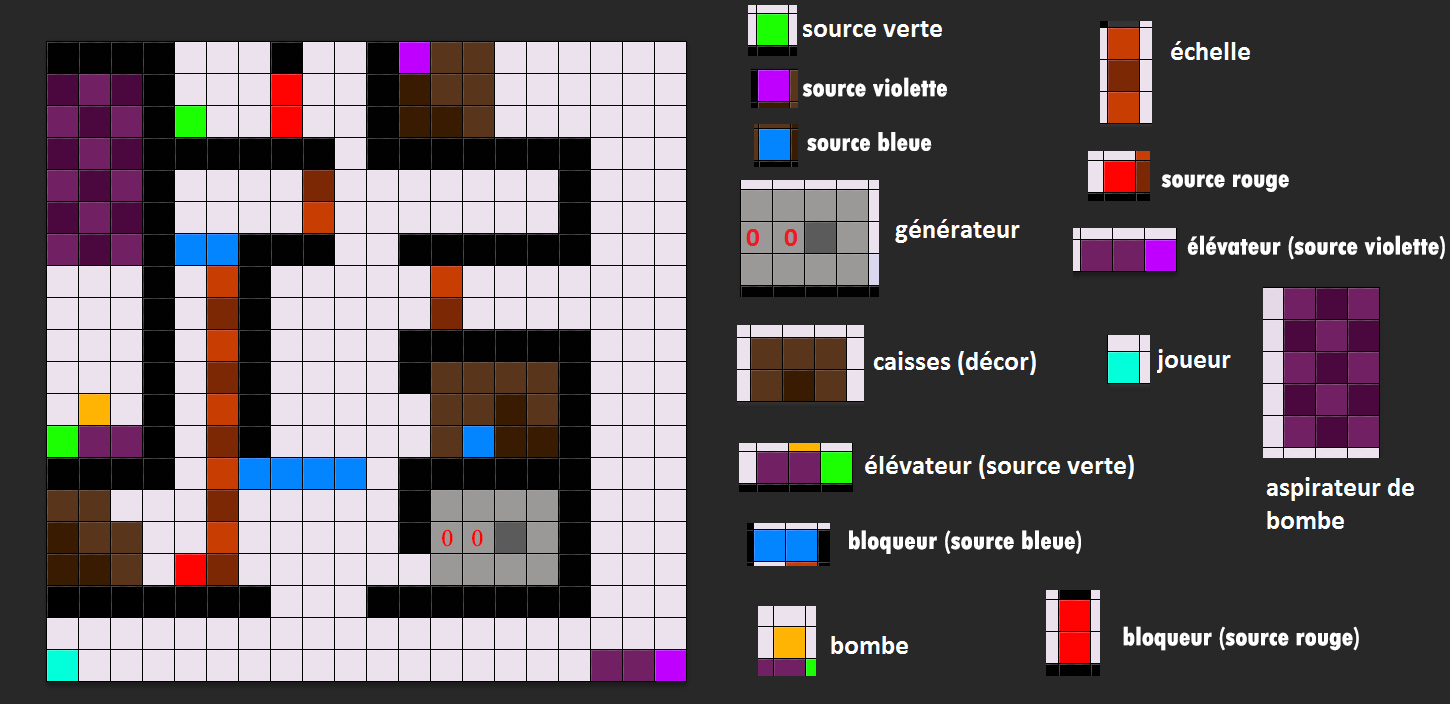 source verte
source violette
source bleue
0 0
générateur
caisses (décor)
élévateur (source verte)
bloqueur (source bleue)
bombe
échelle
source rouge
élévateur (source violette)
joueur
aspirateur de
bombe
bloqueur (source rouge)
0 0